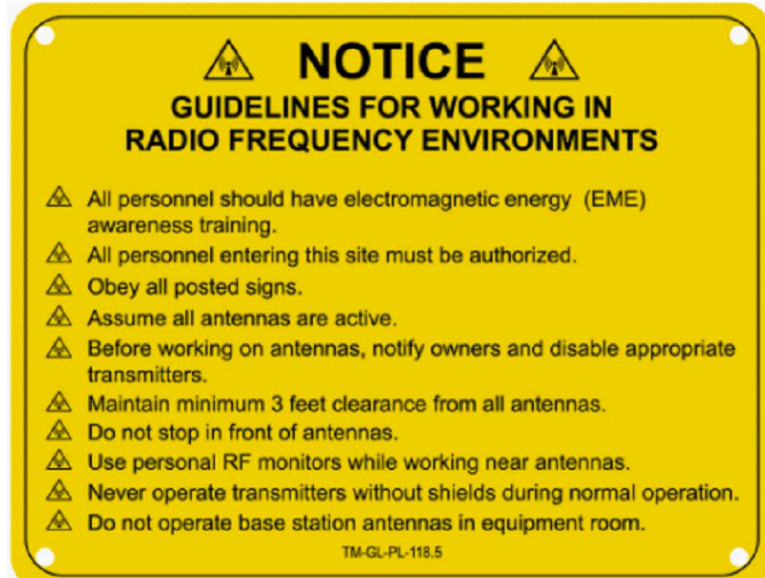 NOTICE
GUIDELINES FOR WORKING IN
RADIO FREQUENCY ENVIRONMENTS
All personnel should have electromagnetic energy (EME)
awareness training.
All personnel entering this site must be authorized.
Obey all posted signs.
Assume all antennas are active.
Before working on antennas, notify owners and disable appropriate
transmitters.
Maintain minimum 3 feet clearance from all antennas.
Do not stop in front of antennas.
Use personal RF monitors while working near antennas.
Never operate transmitters without shields during normal operation.
Do not operate base station antennas in equipment room.
TM-GL-PL-118.5